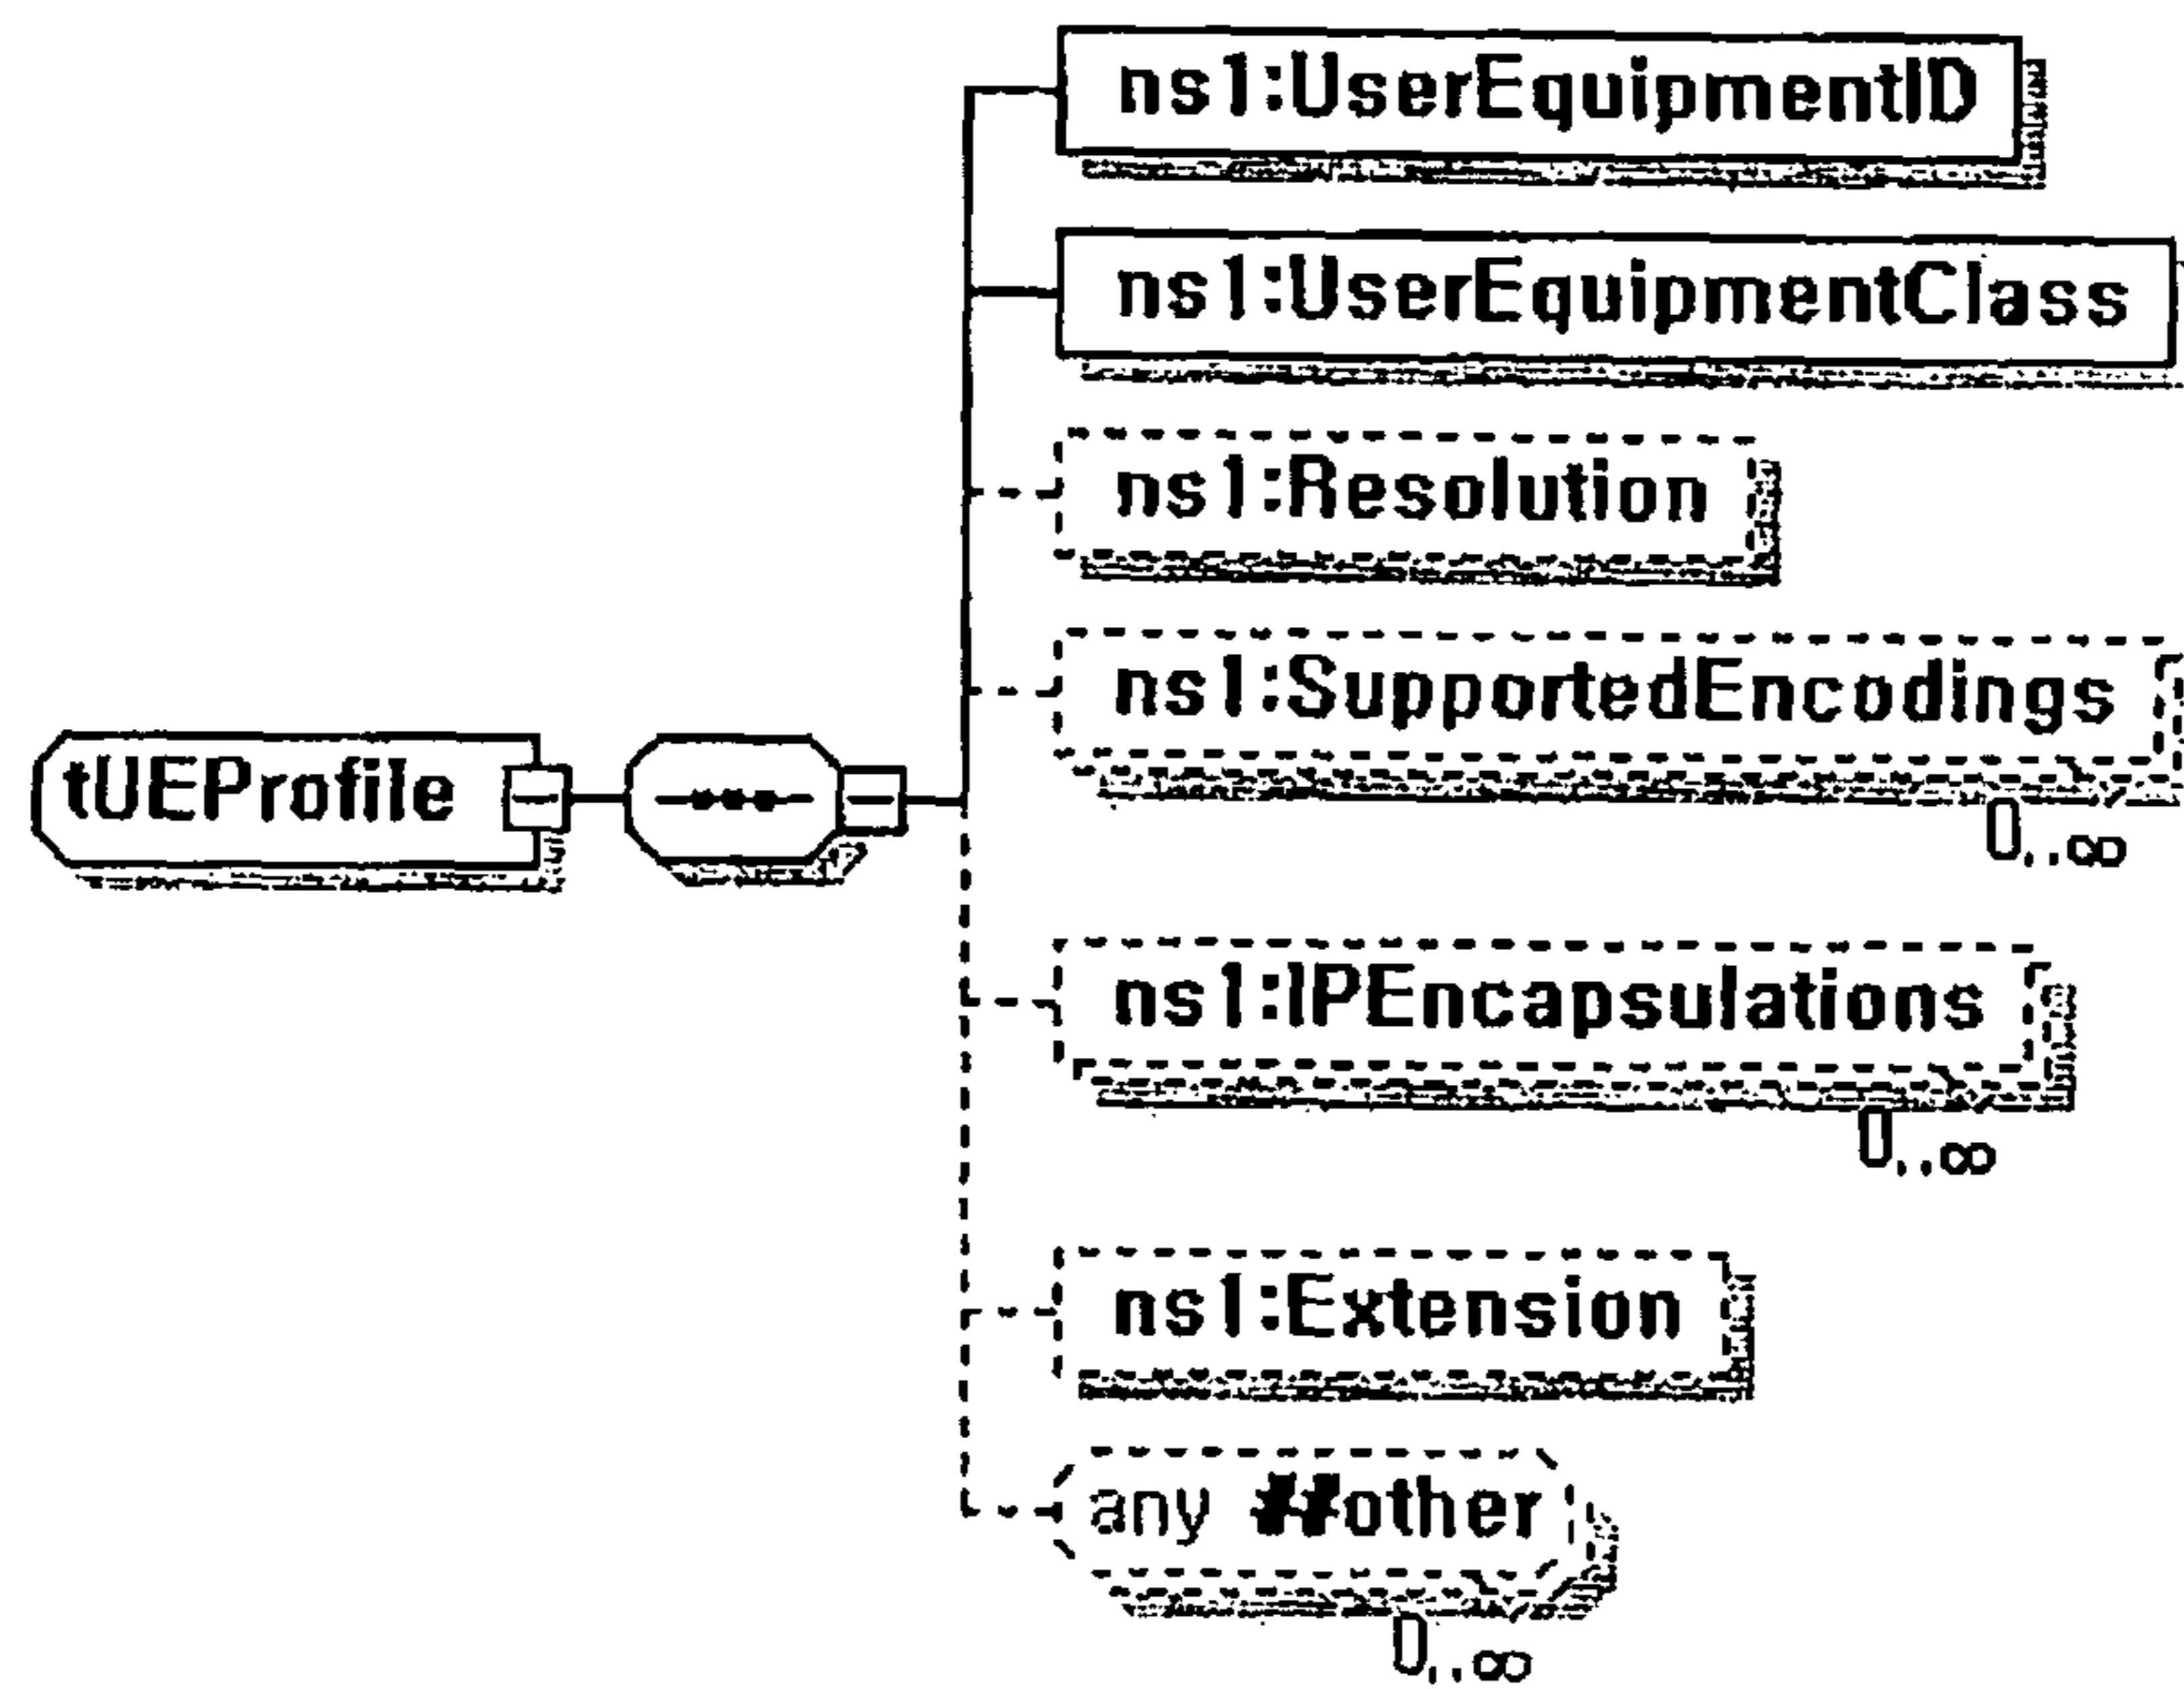 ns1:UserEquipmentID
ns1:UserEquipmentClass
ns1:Resolution
ns1:SupportedEncodings
0..∞
tUEProfile
ns1:IPEncapsulations
0..∞
ns1:Extension
any ##other
0..∞